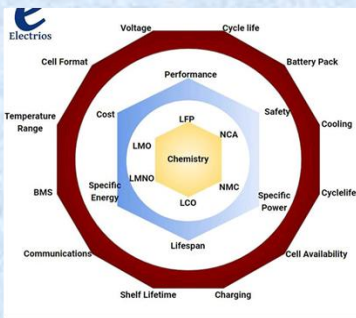 e
Electrios
Voltage
Cycle life
Cell Format
Battery Pack
Performance
Temperature
Range
Cost
Safety
Cooling
LFP
LMO
NCA
Chemistry
LMNO
NMC
LCO
BMS
Specific
Energy
Specific
Power
Cyclelife
Lifespan
Communications
Cell Availability
Shelf Lifetime
Charging